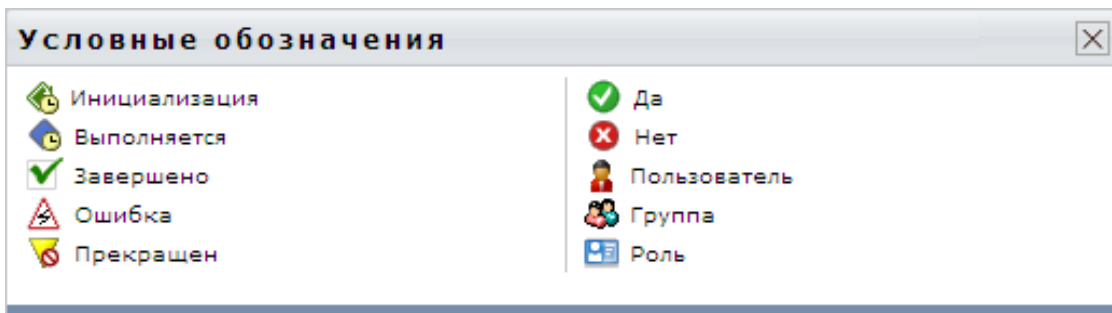 Условные обозначения
Инициализация
Выполняется
Завершено
Ошибка
Прекращен
Да
Нет
Пользователь
Группа
Роль